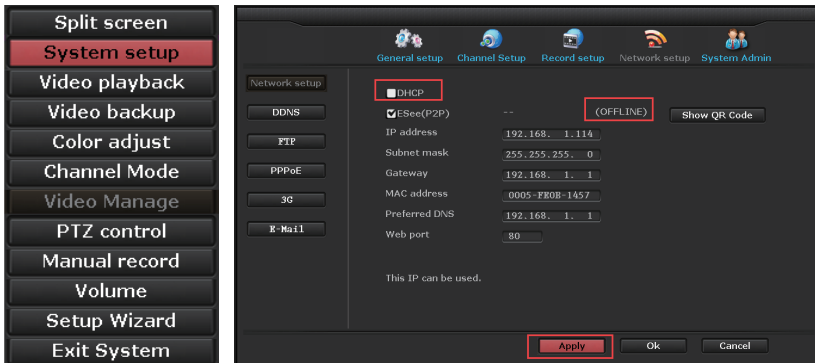 Split screen
System setup
Video playback
Video backup
Color adjust
Channel Mode
Video Manage
PTZ control
Manual record
Volume
Setup Wizard
Exit System
General setup Channel Setup Record setup Network setup System Admin
Network setup
DDNS
FTP
PPPoE
3G
E-Mail
DHCP
ESee(P2P) -- (OFFLINE) Show QR Code
IP address 192.168. 1.114
Subnet mask 255.255.255. 0
Gateway 192.168. 1. 1
MAC address 0005-FE0B-1457
Preferred DNS 192.168. 1. 1
Web port 80
This IP can be used.
Apply Ok Cancel